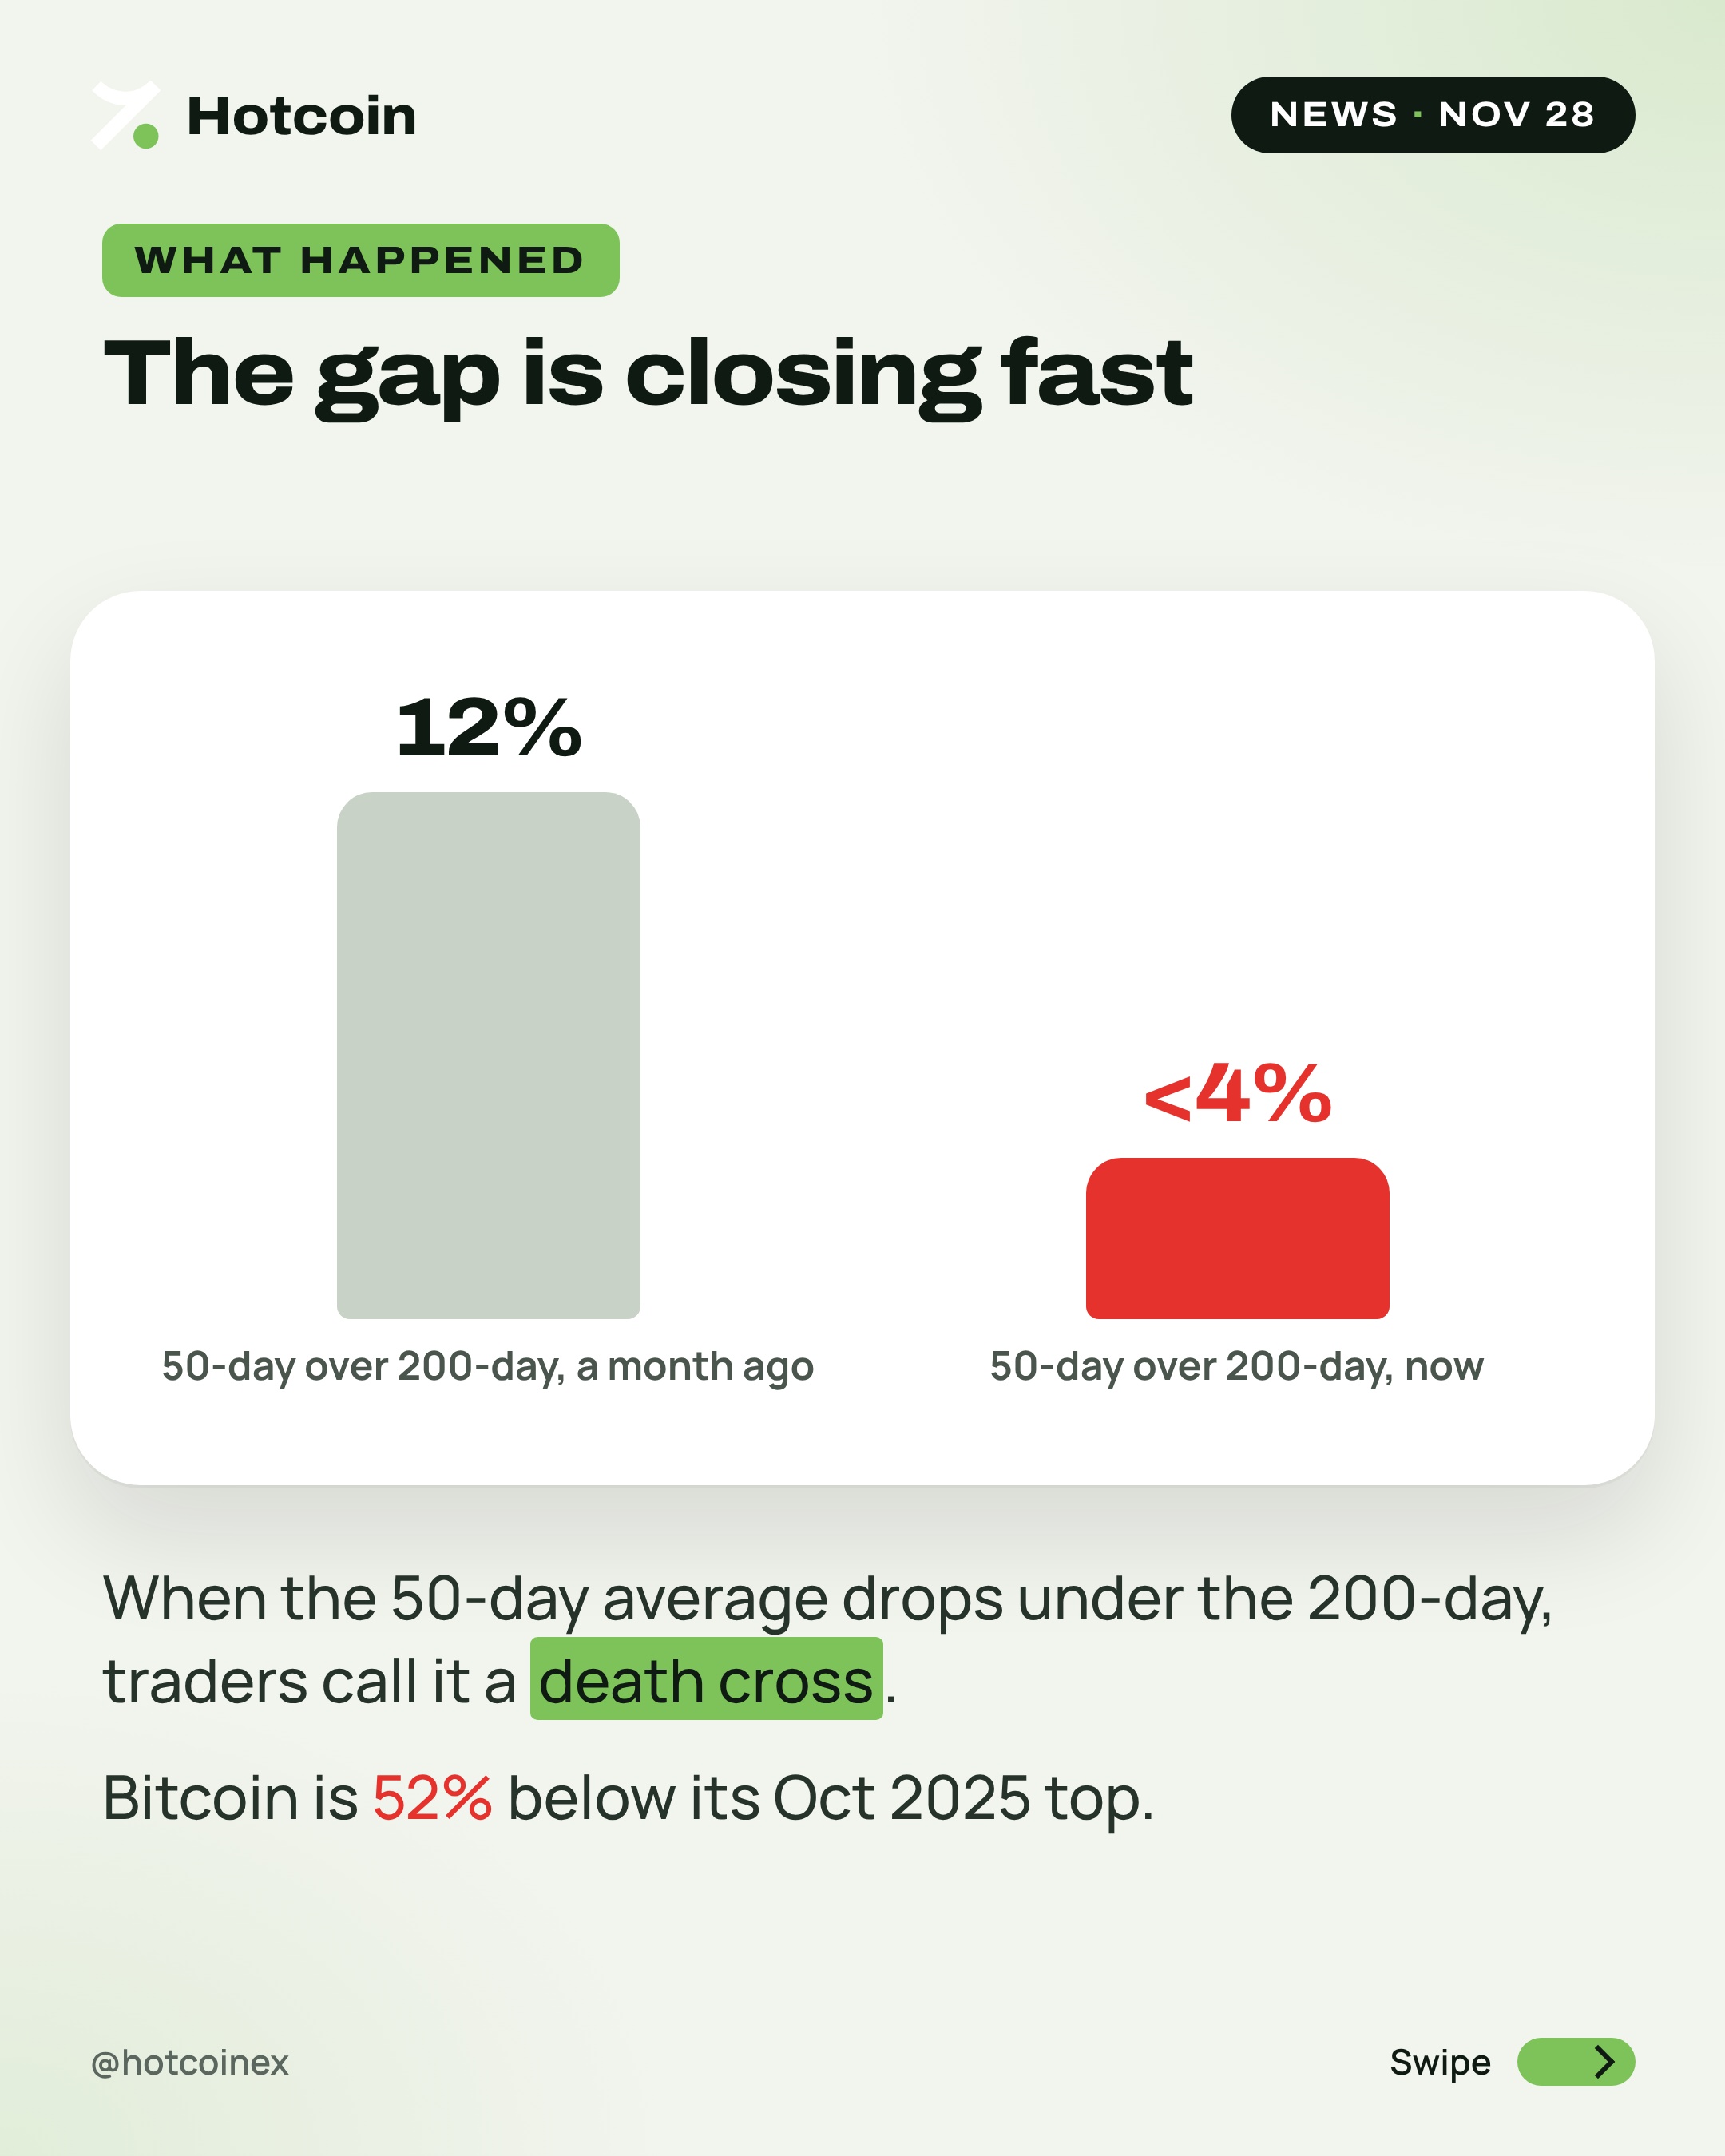 Hotcoin
NEWS · NOV 28
WHAT HAPPENED
The gap is closing fast
12%
<4%
50-day over 200-day, a month ago
50-day over 200-day, now
When the 50-day average drops under the 200-day,
traders call it a death cross.
Bitcoin is 52% below its Oct 2025 top.
@hotcoinex
Swipe